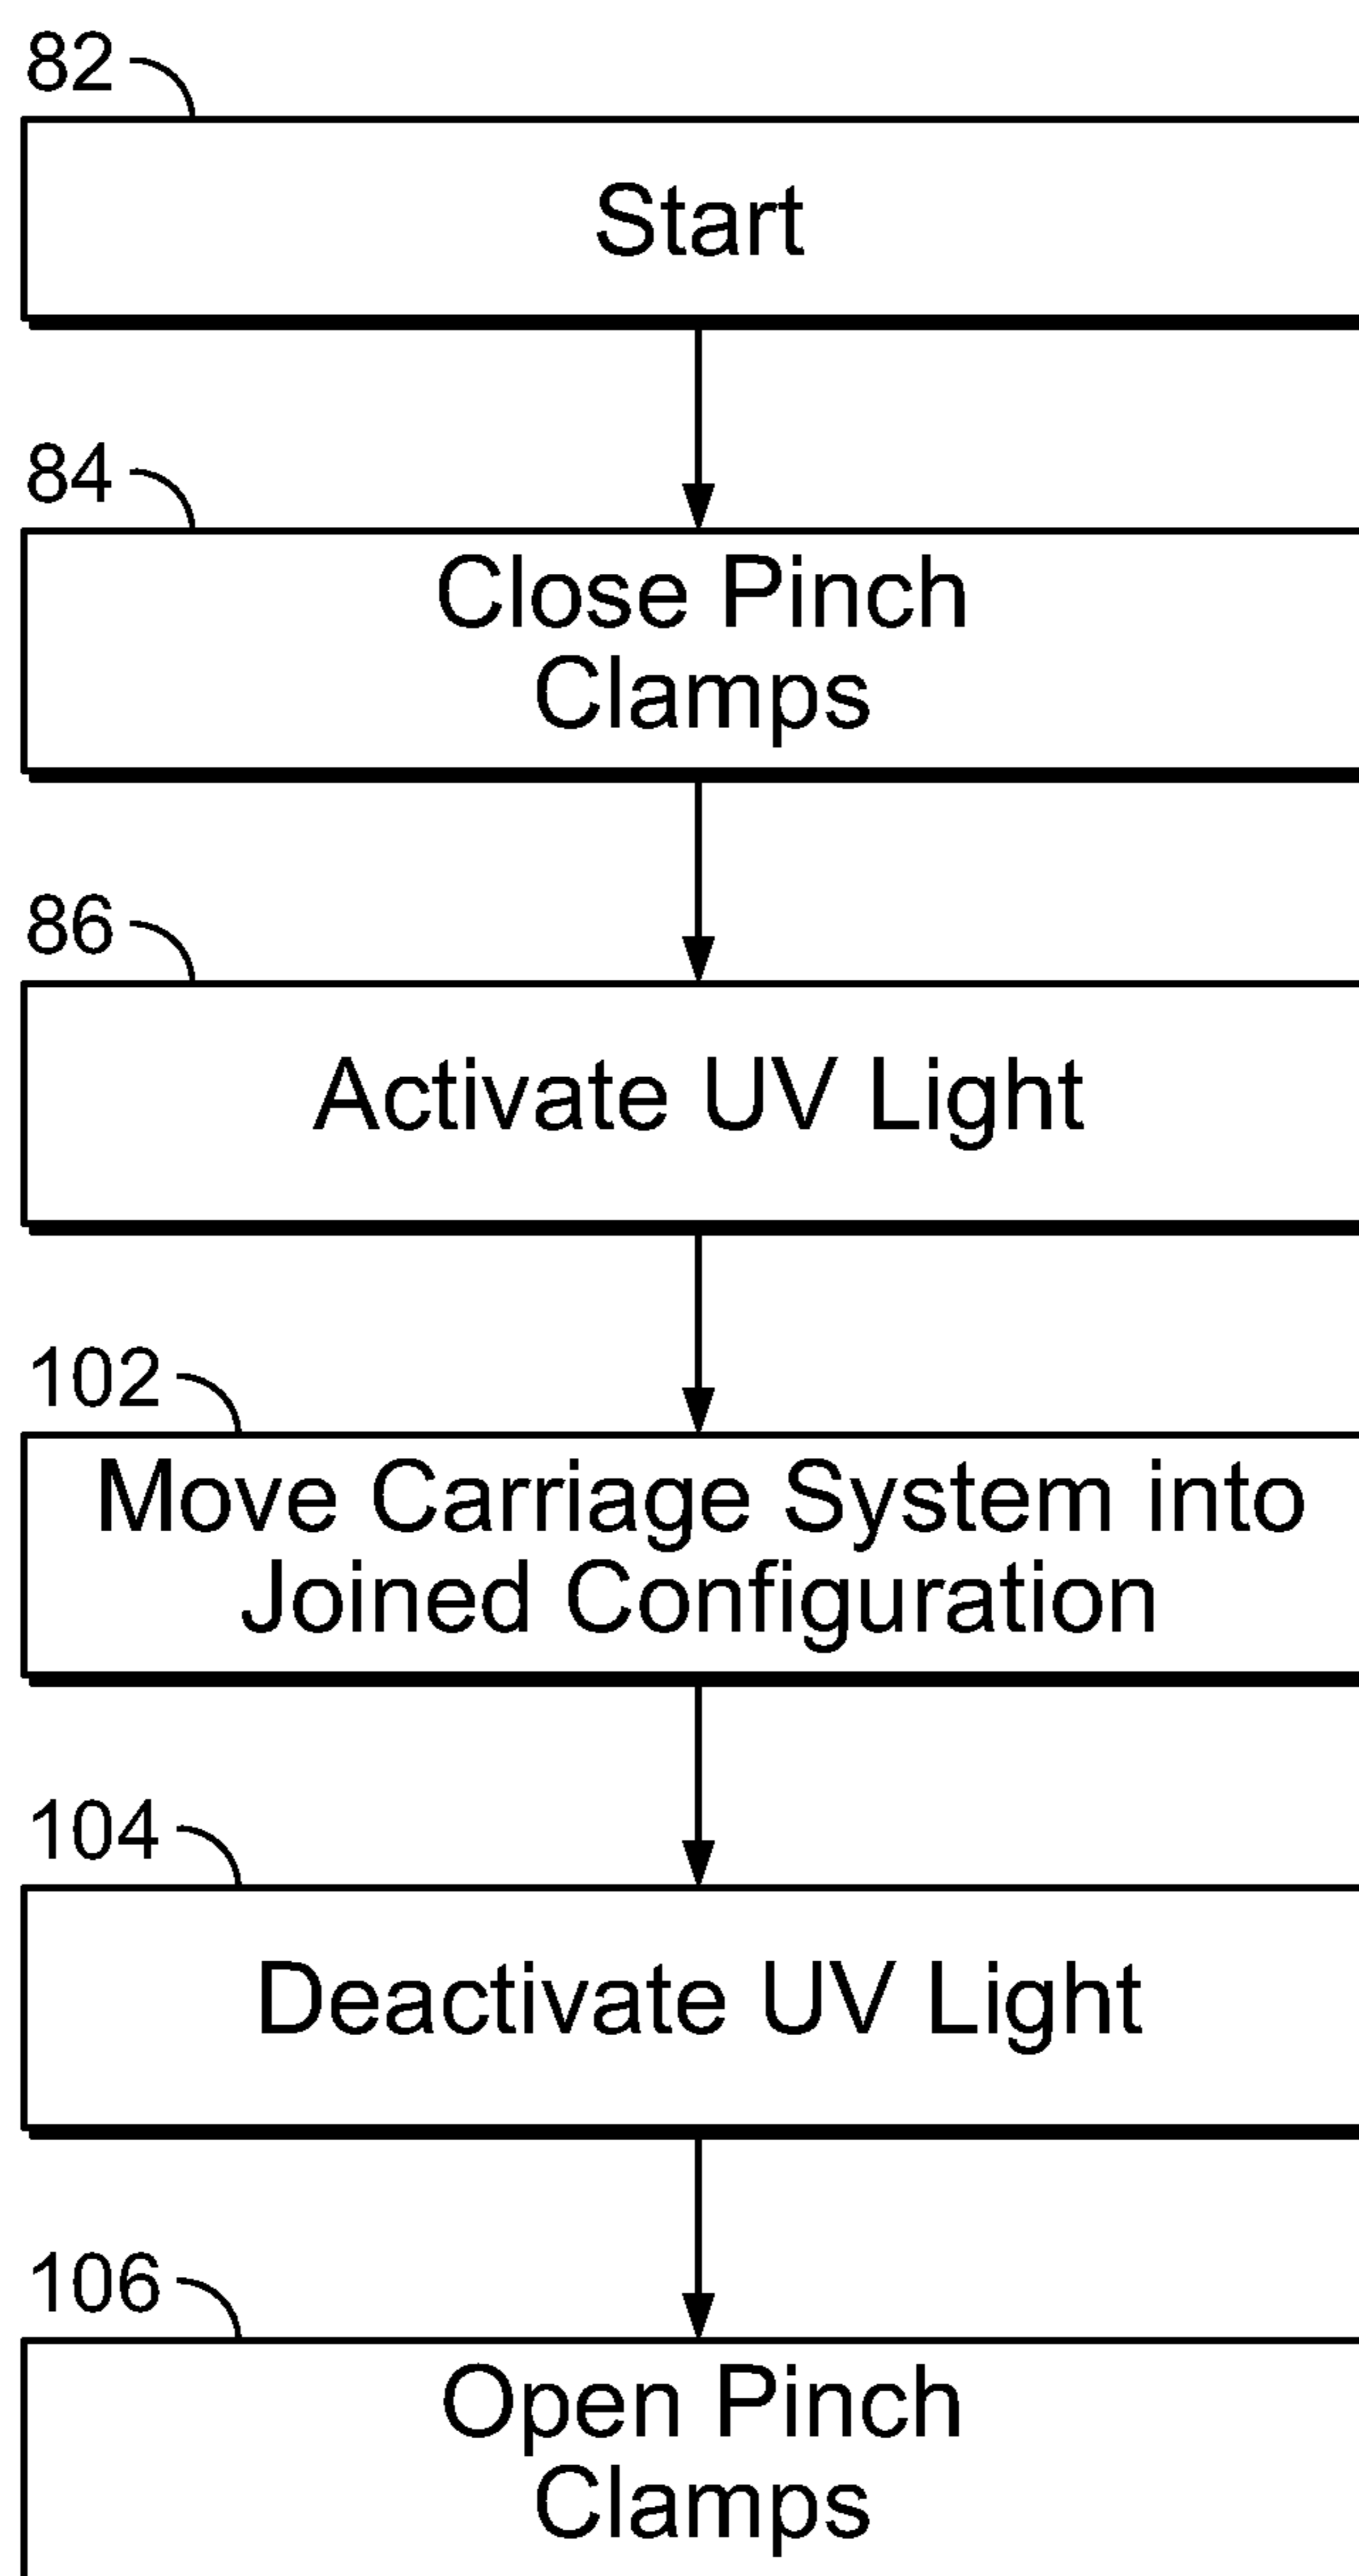 82
Start
84
Close Pinch
Clamps
86
Activate UV Light
102
Move Carriage System into
Joined Configuration
104
Deactivate UV Light
106
Open Pinch
Clamps